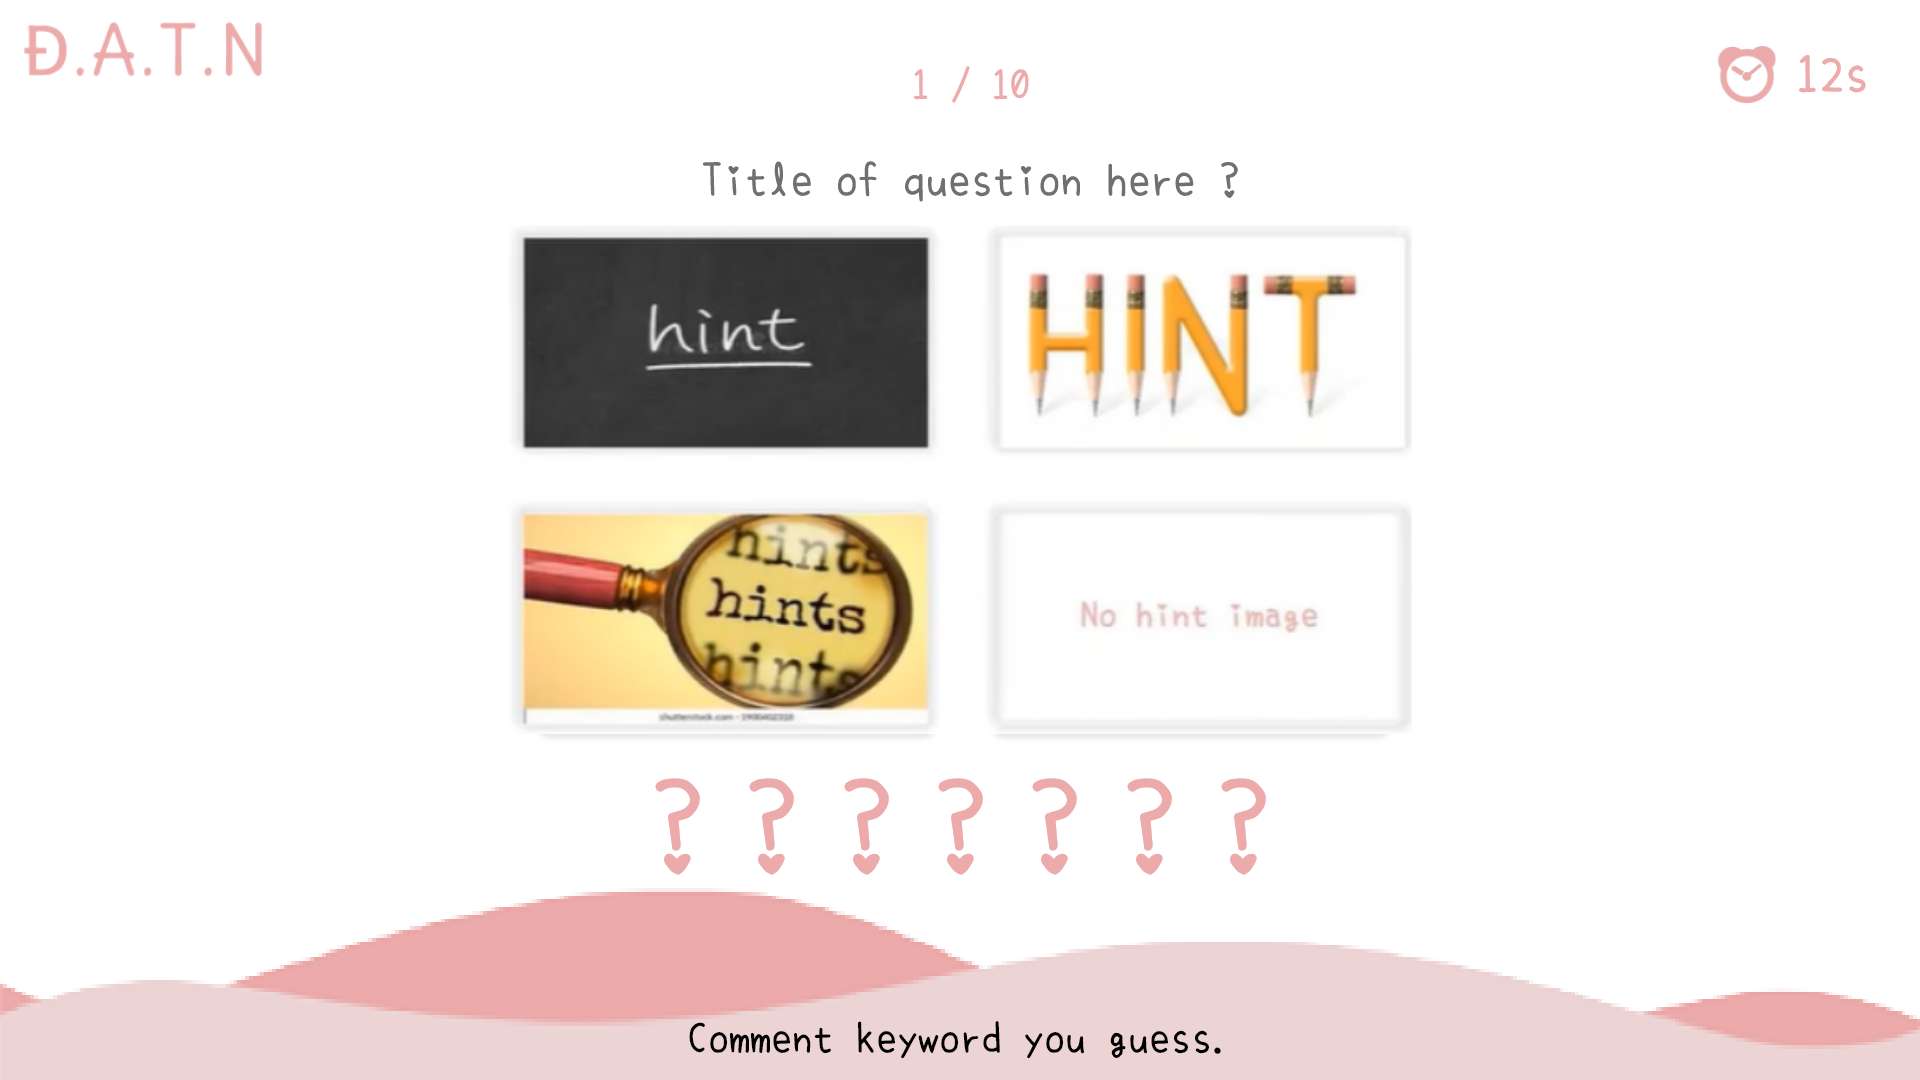 Đ.A.T.N
1 / 10
12s
Title of question here ?
hint
HINT
hints
hints
hints
shutterstock.com · 1906402318
No hint image
? ? ? ? ? ? ?
Comment keyword you guess.